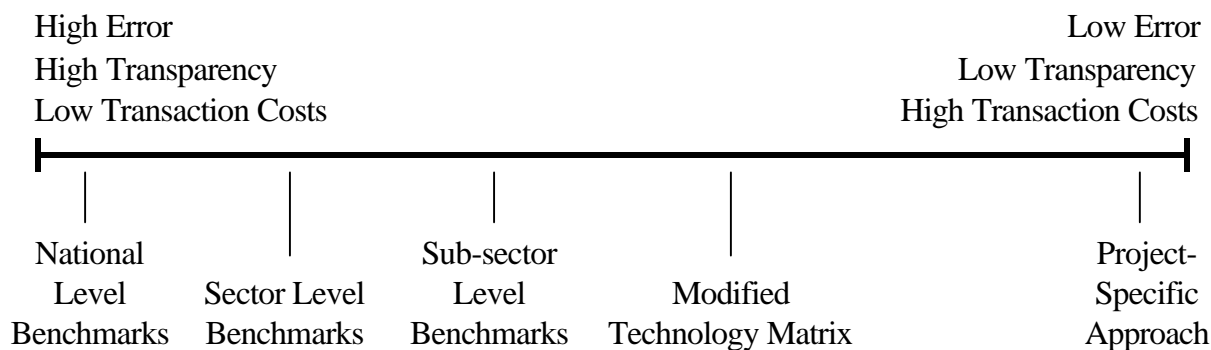 High Error
High Transparency
Low Transaction Costs
Low Error
Low Transparency
High Transaction Costs
National
Level
Benchmarks
Sector Level
Benchmarks
Sub-sector
Level
Benchmarks
Modified
Technology Matrix
Project-
Specific
Approach